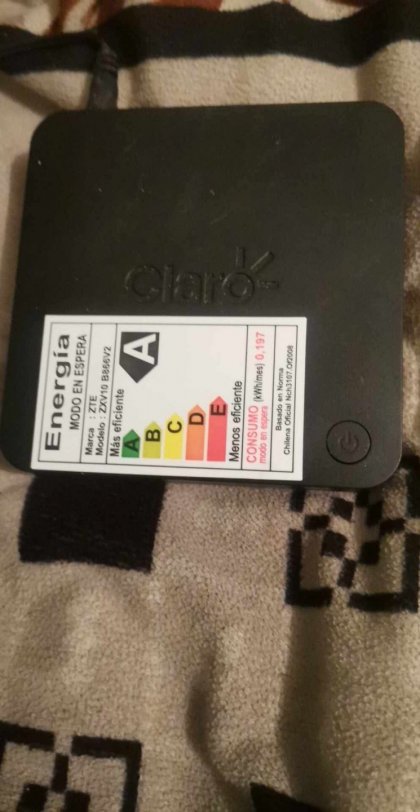 Claro
Energía
MODO EN ESPERA
Marca : ZTE
Modelo : ZXV10 B866V2
Más eficiente
A
A
B
C
D
E
Menos eficiente
CONSUMO (kWh/mes) 0,197
modo en espera
Basado en Norma
Chilena Oficial Nch3107.Of2008